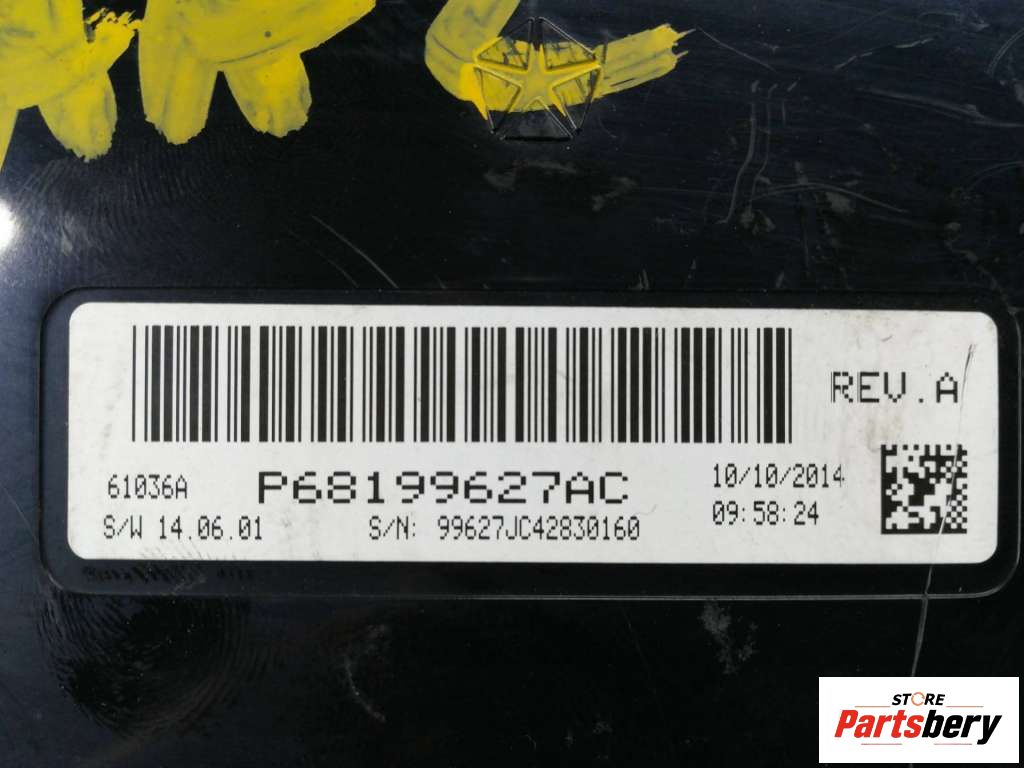 REV.A
61036A
P68199627AC
10/10/2014
09:58:24
S/W 14.06.01
S/N: 99627JC42830160
STORE
Partsbery